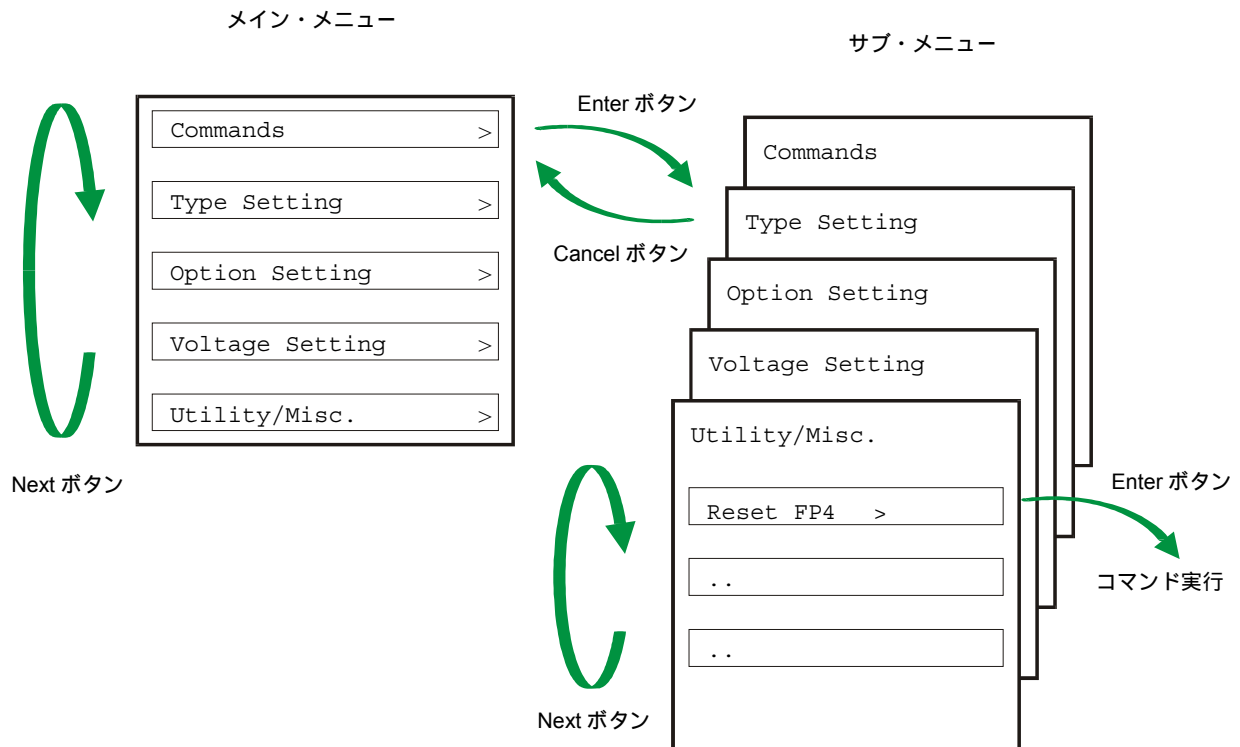 メイン・メニュー
サブ・メニュー
Commands >
Type Setting >
Option Setting >
Voltage Setting >
Utility/Misc. >
Next ボタン
Enter ボタン
Cancel ボタン
Commands
Type Setting
Option Setting
Voltage Setting
Utility/Misc.
Reset FP4 >
..
..
Next ボタン
Enter ボタン
コマンド実行